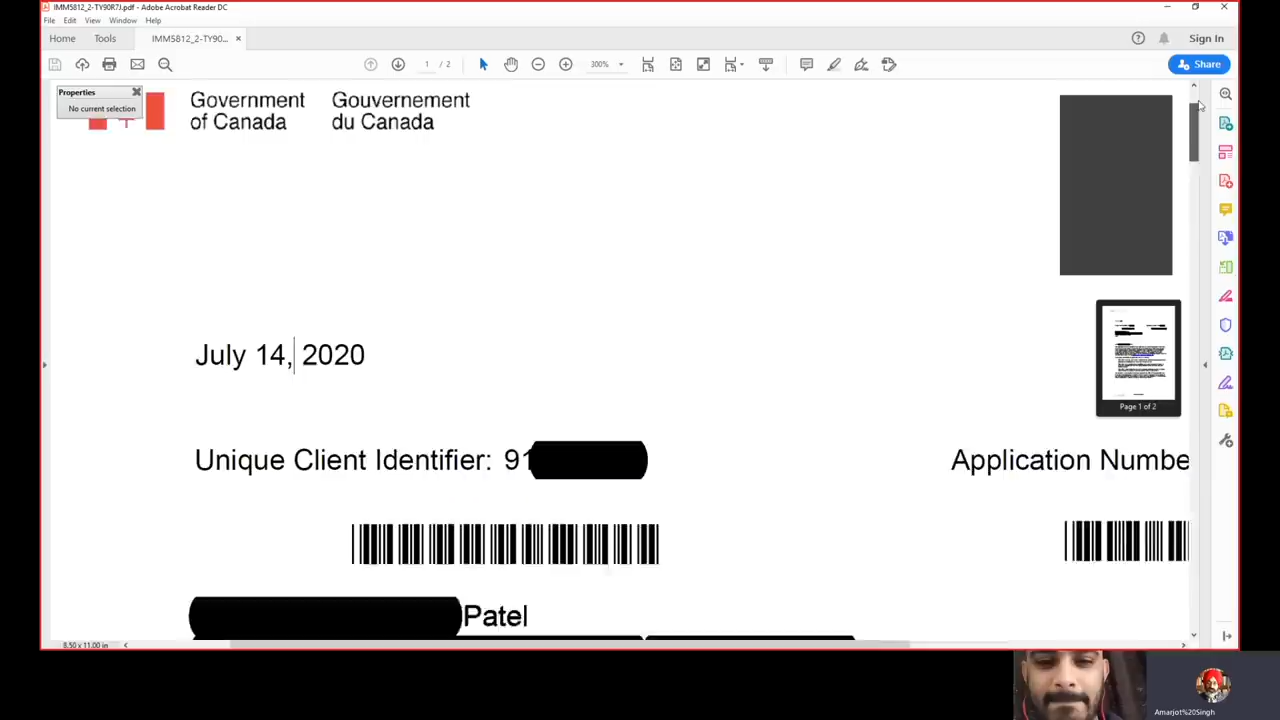 IMM5812_2-TY90R7J.pdf - Adobe Acrobat Reader DC
File Edit View Window Help
Home Tools IMM5812_2-TY90... ×
Sign In
1 / 2
300%
Share
Properties
No current selection
Government of Canada
Gouvernement du Canada
July 14, 2020
Page 1 of 2
Unique Client Identifier: 91
Application Numbe
Patel
8.50 x 11.00 in
Amarjot%20Singh